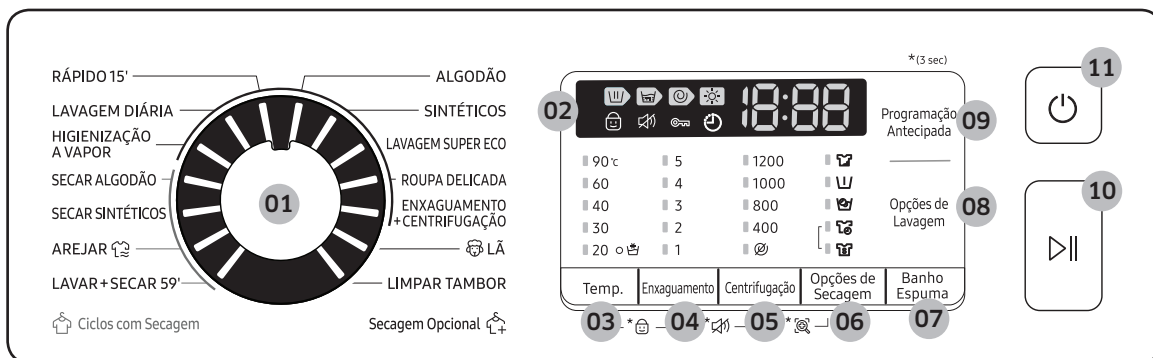 *(3 sec)
RÁPIDO 15'
LAVAGEM DIÁRIA
HIGIENIZAÇÃO
A VAPOR
SECAR ALGODÃO
SECAR SINTÉTICOS
AREJAR
LAVAR+SECAR 59'
Ciclos com Secagem
01
ALGODÃO
SINTÉTICOS
LAVAGEM SUPER ECO
ROUPA DELICADA
ENXAGUAMENTO
+CENTRIFUGAÇÃO
LÃ
LIMPAR TAMBOR
Secagem Opcional
02
18:88
90℃ 5 1200
60 4 1000
40 3 800
30 2 400
20 1
Temp.
Enxaguamento
Centrifugação
Opções de
Secagem
Banho
Espuma
03 * 04 * 05 * 06 07
Programação
Antecipada
09
Opções de
Lavagem
08
11
10